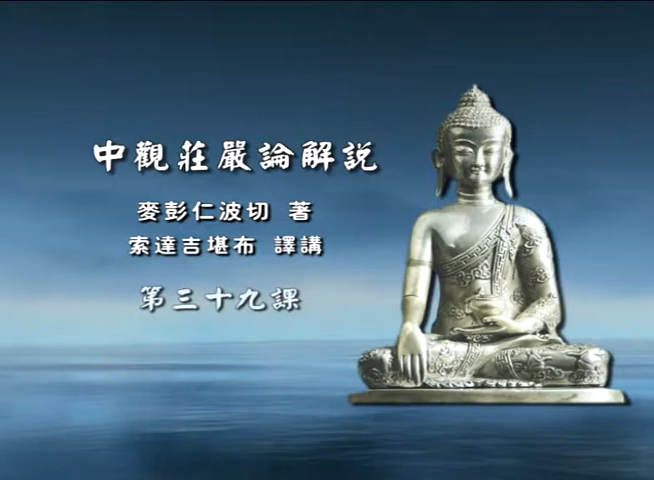 中觀莊嚴論解說
麥彭仁波切 著
索達吉堪布 譯講
第三十九課